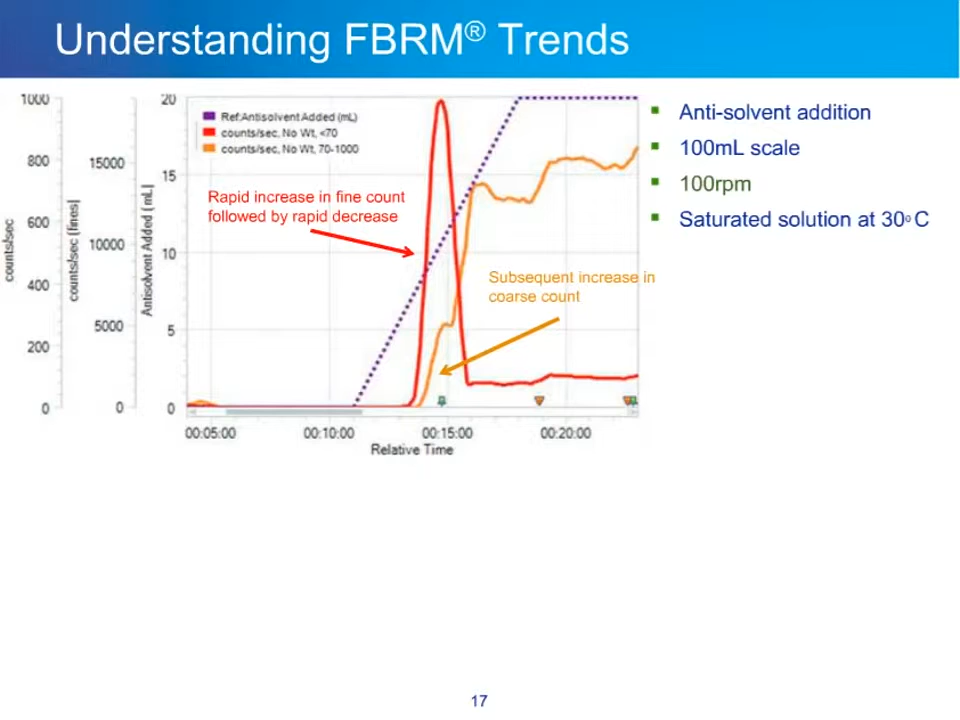 Understanding FBRM® Trends
1000
800
600
400
200
0
counts/sec
15000
10000
5000
0
counts/sec [fines]
20
15
10
5
0
Antisolvent Added (mL)
Ref:Antisolvent Added (mL)
counts/sec, No Wt, <70
counts/sec, No Wt, 70-1000
Rapid increase in fine count
followed by rapid decrease
Subsequent increase in
coarse count
00:05:00
00:10:00
00:15:00
00:20:00
Relative Time
Anti-solvent addition
100mL scale
100rpm
Saturated solution at 30ºC
17